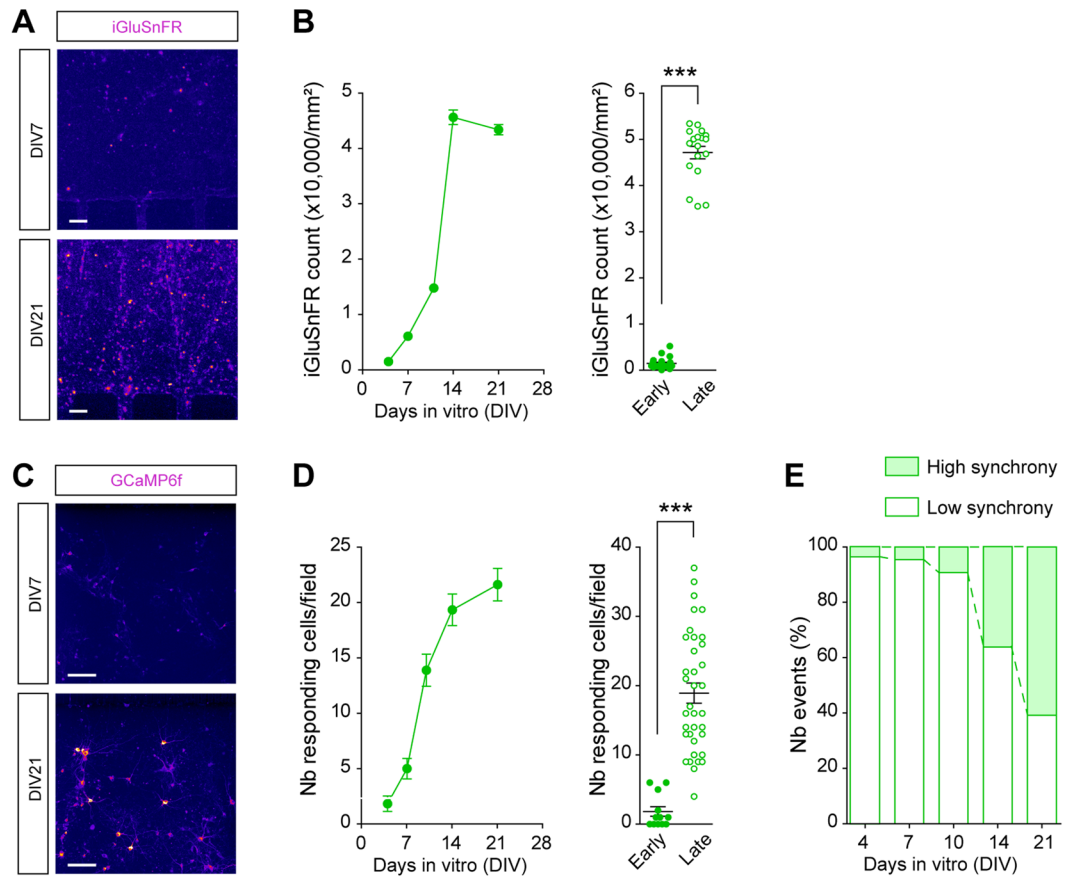 A
iGluSnFR
DIV7
DIV21
B
iGluSnFR count (x10,000/mm²)
5
4
3
2
1
0
0 7 14 21 28
Days in vitro (DIV)
iGluSnFR count (x10,000/mm²)
6
5
4
3
2
1
0
***
Early Late
C
GCaMP6f
DIV7
DIV21
D
Nb responding cells/field
25
20
15
10
5
0
0 7 14 21 28
Days in vitro (DIV)
Nb responding cells/field
40
30
20
10
0
***
Early Late
E
High synchrony
Low synchrony
Nb events (%)
100
80
60
40
20
0
4 7 10 14 21
Days in vitro (DIV)